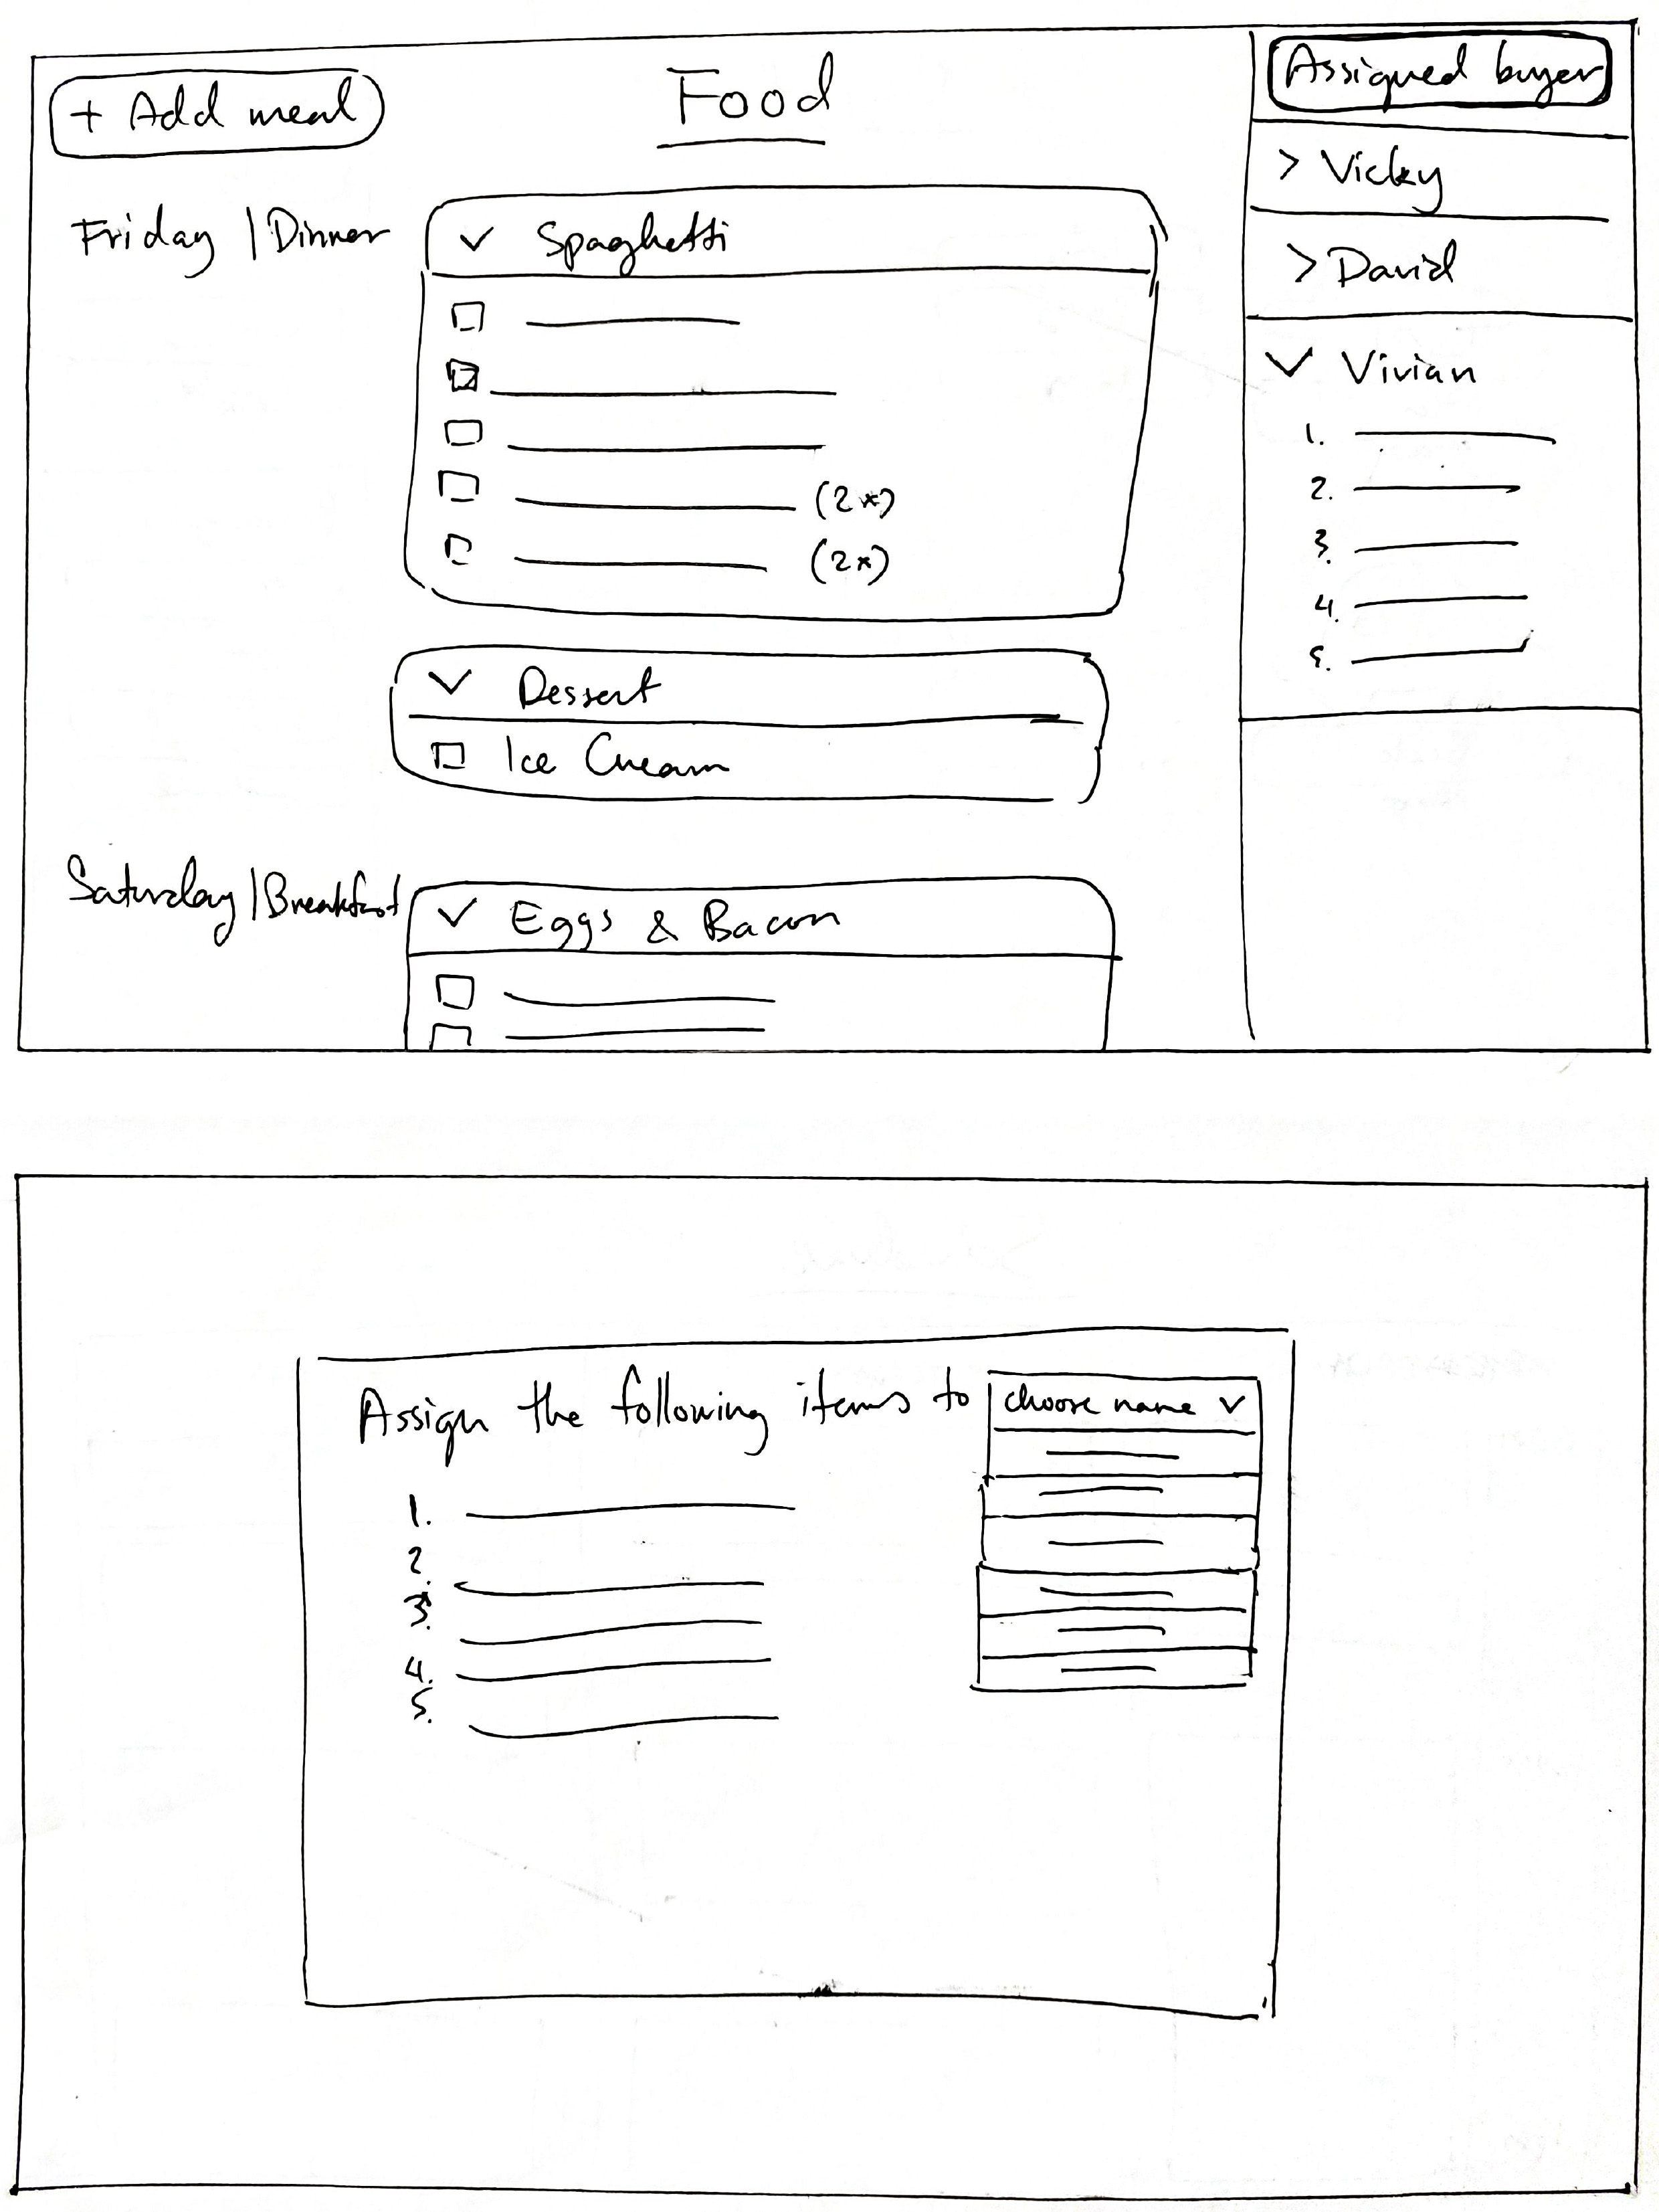 + Add meal
Food
Assigned buyer
> Vicky
> David
Vivian
1.
2.
3.
4.
5.
Friday | Dinner
Spaghetti
(2x)
(2x)
Dessert
Ice Cream
Saturday | Breakfast
Eggs & Bacon
Assign the following items to
choose name
1.
2.
3.
4.
5.